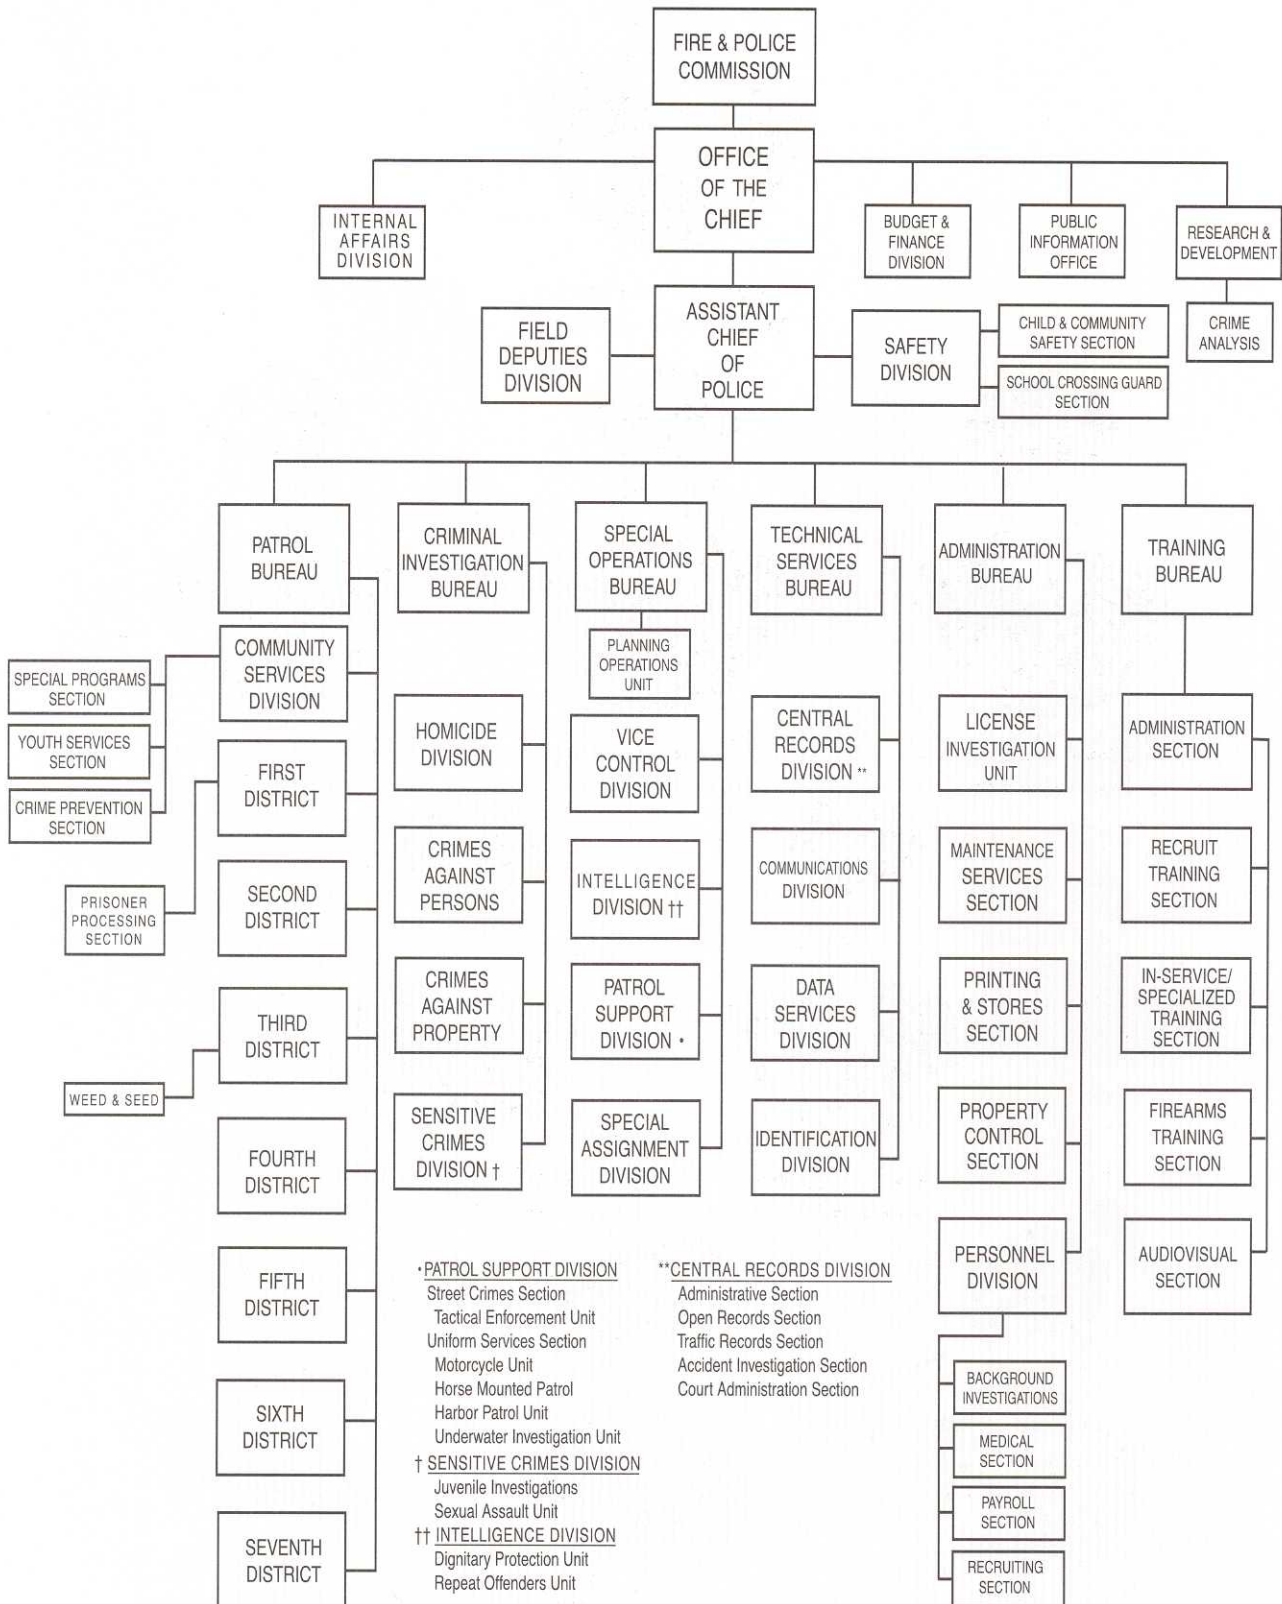 FIRE & POLICE
COMMISSION
OFFICE
OF THE
CHIEF
INTERNAL
AFFAIRS
DIVISION
BUDGET &
FINANCE
DIVISION
PUBLIC
INFORMATION
OFFICE
RESEARCH &
DEVELOPMENT
FIELD
DEPUTIES
DIVISION
ASSISTANT
CHIEF
OF
POLICE
SAFETY
DIVISION
CHILD & COMMUNITY
SAFETY SECTION
SCHOOL CROSSING GUARD
SECTION
CRIME
ANALYSIS
PATROL
BUREAU
COMMUNITY
SERVICES
DIVISION
SPECIAL PROGRAMS
SECTION
YOUTH SERVICES
SECTION
CRIME PREVENTION
SECTION
FIRST
DISTRICT
PRISONER
PROCESSING
SECTION
SECOND
DISTRICT
THIRD
DISTRICT
WEED & SEED
FOURTH
DISTRICT
FIFTH
DISTRICT
SIXTH
DISTRICT
SEVENTH
DISTRICT
CRIMINAL
INVESTIGATION
BUREAU
HOMICIDE
DIVISION
CRIMES
AGAINST
PERSONS
CRIMES
AGAINST
PROPERTY
SENSITIVE
CRIMES
DIVISION †
SPECIAL
OPERATIONS
BUREAU
PLANNING
OPERATIONS
UNIT
VICE
CONTROL
DIVISION
INTELLIGENCE
DIVISION ††
PATROL
SUPPORT
DIVISION •
SPECIAL
ASSIGNMENT
DIVISION
TECHNICAL
SERVICES
BUREAU
CENTRAL
RECORDS
DIVISION **
COMMUNICATIONS
DIVISION
DATA
SERVICES
DIVISION
IDENTIFICATION
DIVISION
ADMINISTRATION
BUREAU
LICENSE
INVESTIGATION
UNIT
MAINTENANCE
SERVICES
SECTION
PRINTING
& STORES
SECTION
PROPERTY
CONTROL
SECTION
PERSONNEL
DIVISION
BACKGROUND
INVESTIGATIONS
MEDICAL
SECTION
PAYROLL
SECTION
RECRUITING
SECTION
TRAINING
BUREAU
ADMINISTRATION
SECTION
RECRUIT
TRAINING
SECTION
IN-SERVICE/
SPECIALIZED
TRAINING
SECTION
FIREARMS
TRAINING
SECTION
AUDIOVISUAL
SECTION
• PATROL SUPPORT DIVISION
Street Crimes Section
Tactical Enforcement Unit
Uniform Services Section
Motorcycle Unit
Horse Mounted Patrol
Harbor Patrol Unit
Underwater Investigation Unit
† SENSITIVE CRIMES DIVISION
Juvenile Investigations
Sexual Assault Unit
†† INTELLIGENCE DIVISION
Dignitary Protection Unit
Repeat Offenders Unit
**CENTRAL RECORDS DIVISION
Administrative Section
Open Records Section
Traffic Records Section
Accident Investigation Section
Court Administration Section